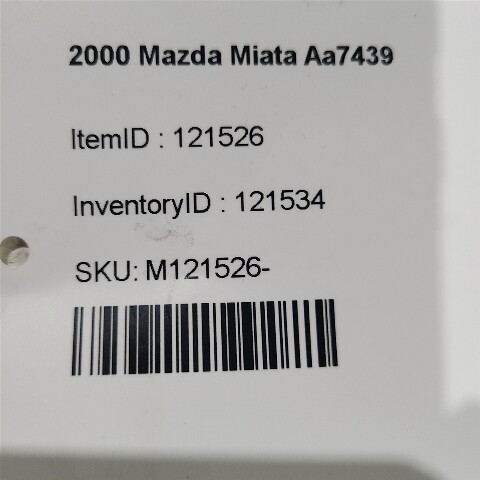 2000 Mazda Miata Aa7439
ItemID : 121526
InventoryID : 121534
SKU: M121526-